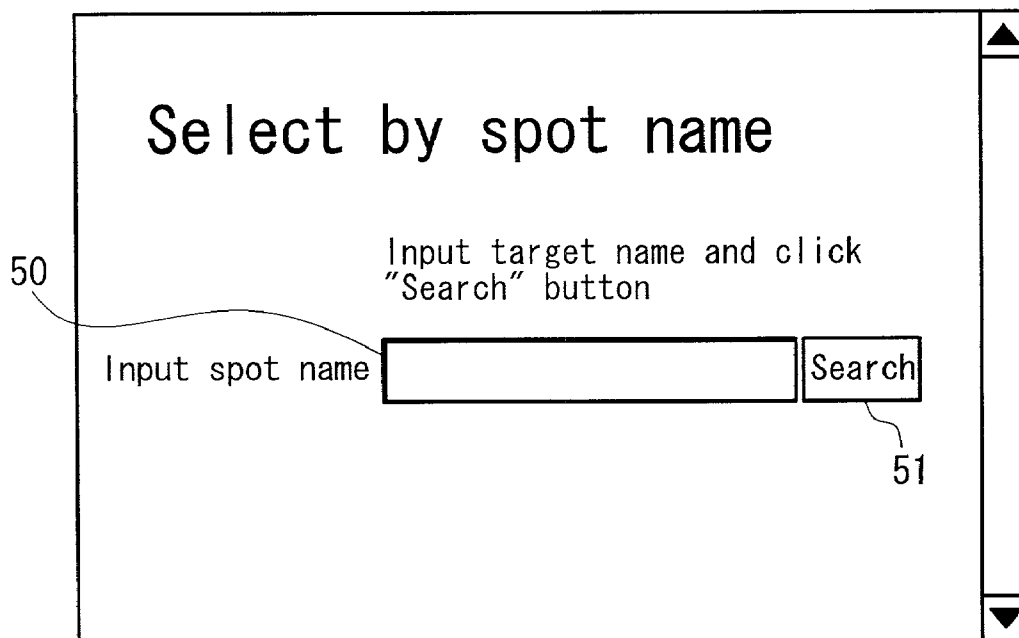 Select by spot name
Input target name and click
"Search" button
50
Input spot name
Search
51